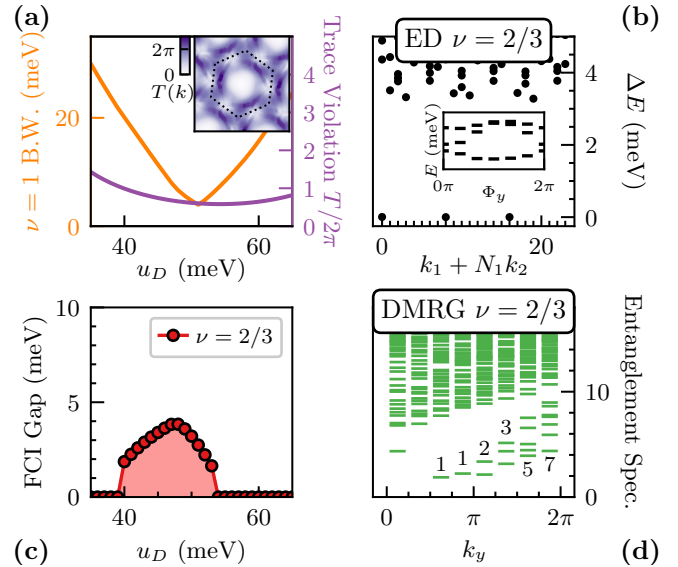 (a)
ν = 1 B.W. (meV)
20
0
40
60
u_D (meV)
2π
0
T(k)
4
3
2
1
0
Trace Violation T/2π
(b)
ED ν = 2/3
4
2
0
ΔE (meV)
E (meV)
0π
Φ_y
2π
0
20
k₁ + N₁k₂
(c)
FCI Gap (meV)
10
5
0
ν = 2/3
40
60
u_D (meV)
(d)
DMRG ν = 2/3
Entanglement Spec.
10
0
1
1
2
3
5
7
0
π
2π
k_y